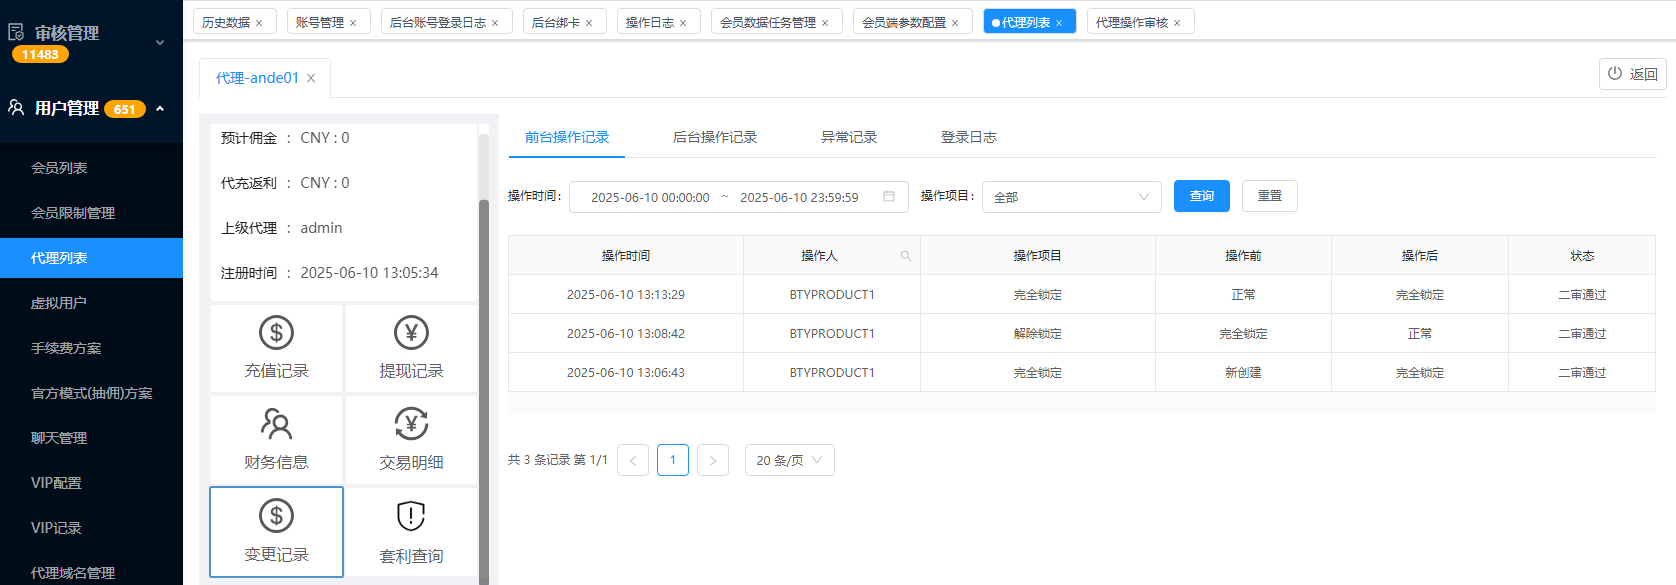 历史数据 × 账号管理 × 后台账号登录日志 × 后台绑卡 × 操作日志 × 会员数据任务管理 × 会员端参数配置 × 代理列表 × 代理操作审核 ×
审核管理
11483
用户管理 651
会员列表
会员限制管理
代理列表
虚拟用户
手续费方案
官方模式(抽佣)方案
聊天管理
VIP配置
VIP记录
代理域名管理
代理-ande01 ×
返回
预计佣金 : CNY : 0
代充返利 : CNY : 0
上级代理 : admin
注册时间 : 2025-06-10 13:05:34
充值记录 提现记录
财务信息 交易明细
变更记录 套利查询
前台操作记录 后台操作记录 异常记录 登录日志
操作时间: 2025-06-10 00:00:00 ~ 2025-06-10 23:59:59 操作项目: 全部 查询 重置
操作时间 操作人 操作项目 操作前 操作后 状态
2025-06-10 13:13:29 BTYPRODUCT1 完全锁定 正常 完全锁定 二审通过
2025-06-10 13:08:42 BTYPRODUCT1 解除锁定 完全锁定 正常 二审通过
2025-06-10 13:06:43 BTYPRODUCT1 完全锁定 新创建 完全锁定 二审通过
共 3 条记录 第 1/1 < 1 > 20 条/页